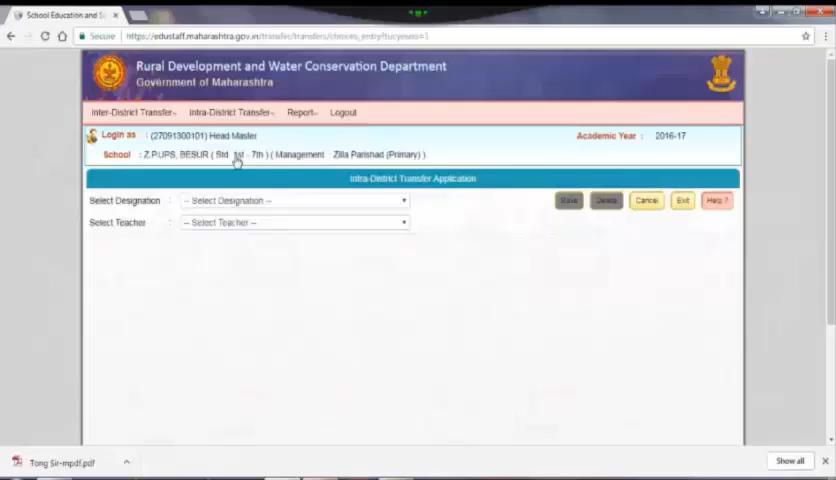 School Education and S
Secure
https://edustaff.maharashtra.gov.in/transfer/transfers/choices_entry
Rural Development and Water Conservation Department
Government of Maharashtra
Inter-District Transfer
Intra-District Transfer
Report
Logout
Login as : (27091300101) Head Master
Academic Year : 2016-17
School : Z.P.UPS, BESUR ( Std. 1st - 7th ) ( Management Zilla Parishad (Primary) )
Intra-District Transfer Application
Select Designation : -- Select Designation --
Save Delete Cancel Exit Help ?
Select Teacher : -- Select Teacher --
Tong Sir-mpdf.pdf
Show all